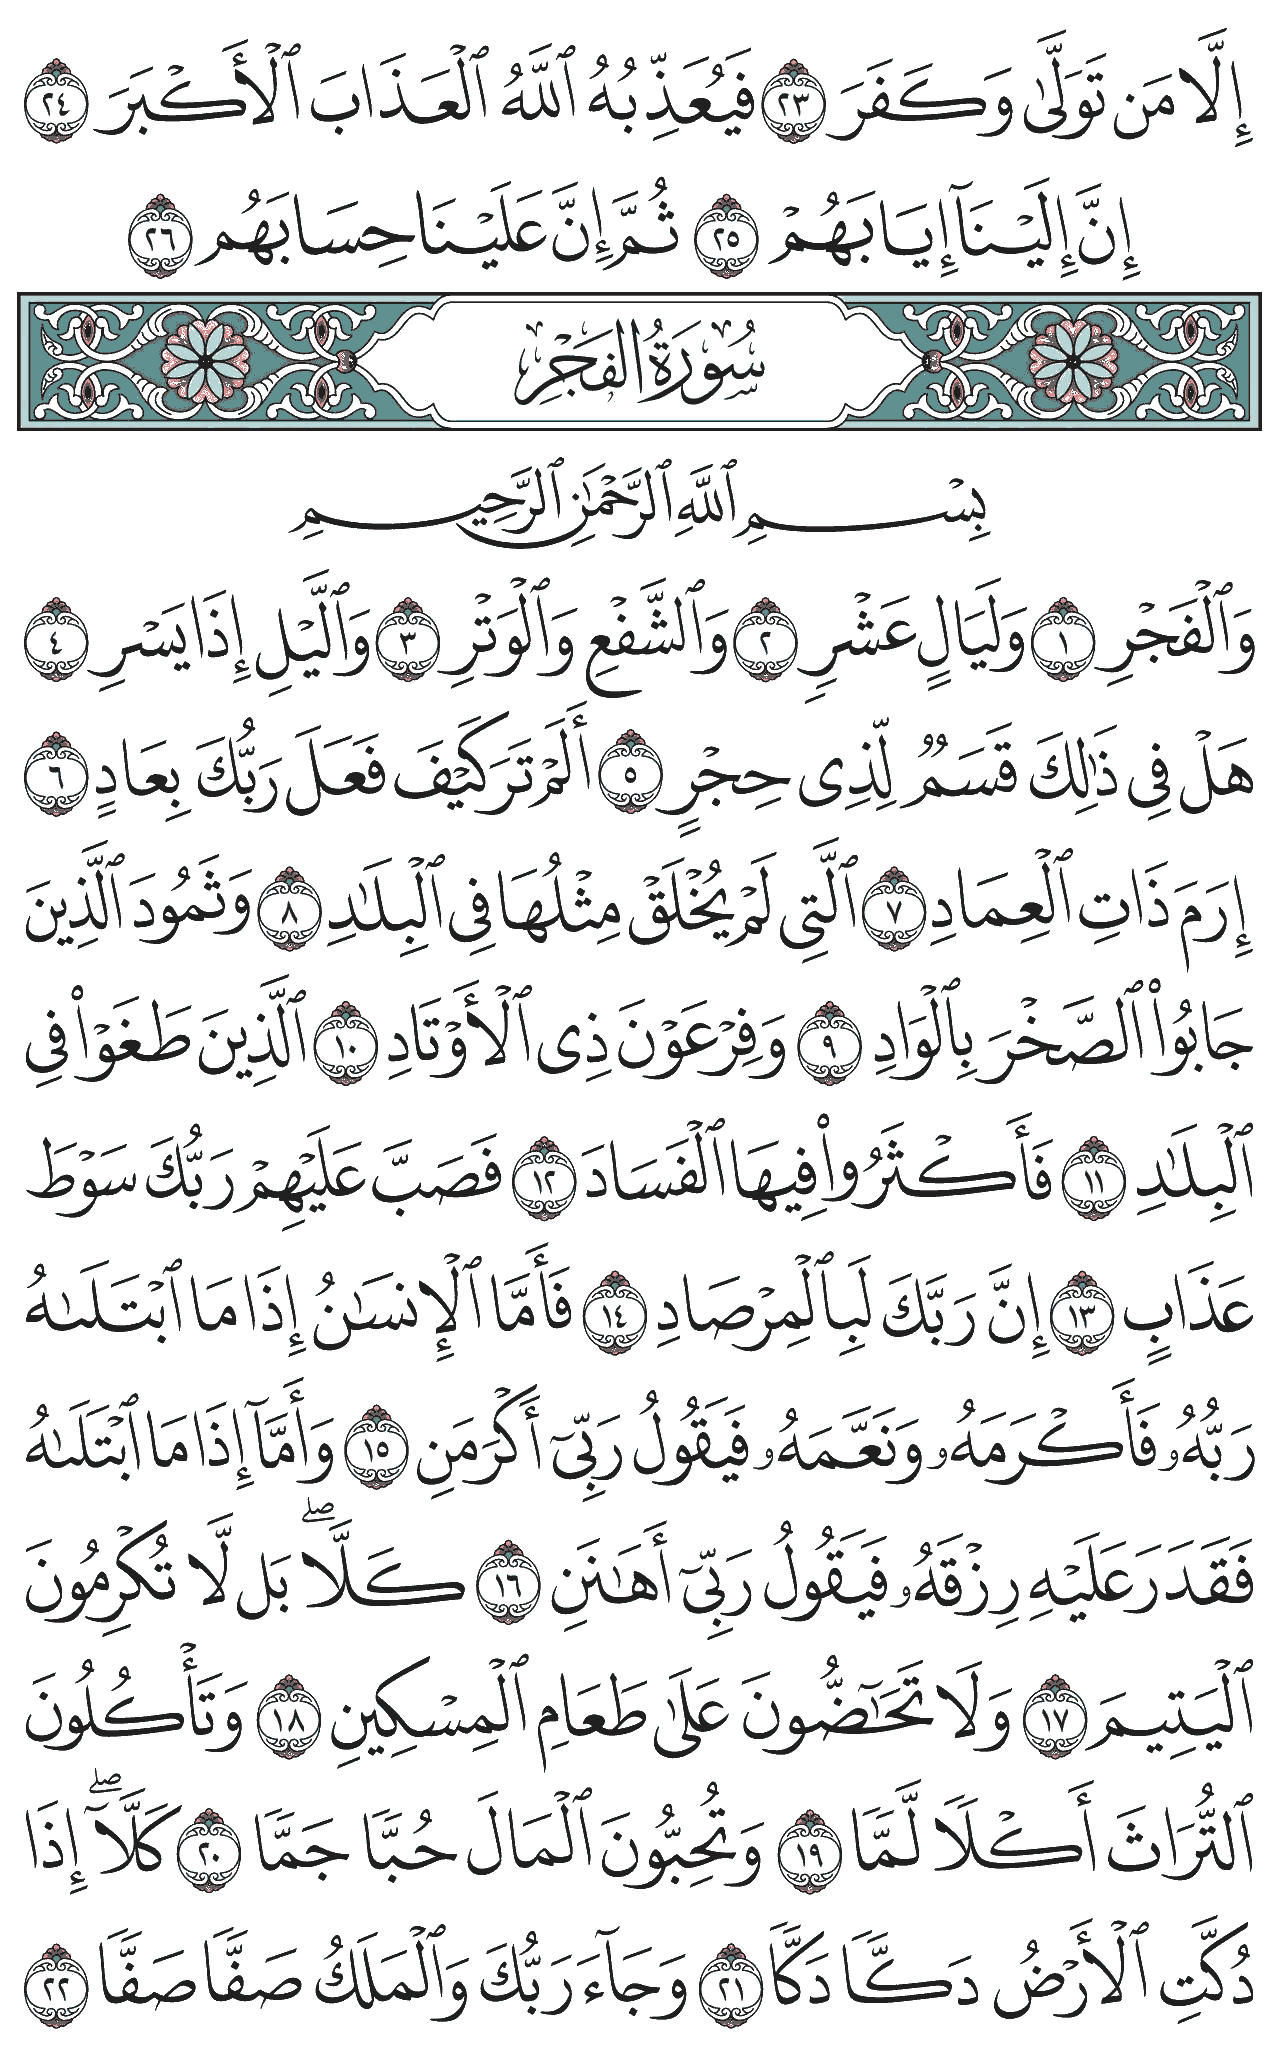 إِلَّا مَن تَوَلَّىٰ وَكَفَرَ ٢٣ فَيُعَذِّبُهُ ٱللَّهُ ٱلْعَذَابَ ٱلْأَكْبَرَ ٢٤
إِنَّ إِلَيْنَآ إِيَابَهُمْ ٢٥ ثُمَّ إِنَّ عَلَيْنَا حِسَابَهُم ٢٦
سُورَةُ الفَجْرِ
بِسْمِ ٱللَّهِ ٱلرَّحْمَٰنِ ٱلرَّحِيمِ
وَٱلْفَجْرِ ١ وَلَيَالٍ عَشْرٍ ٢ وَٱلشَّفْعِ وَٱلْوَتْرِ ٣ وَٱلَّيْلِ إِذَا يَسْرِ ٤
هَلْ فِى ذَٰلِكَ قَسَمٌ لِّذِى حِجْرٍ ٥ أَلَمْ تَرَ كَيْفَ فَعَلَ رَبُّكَ بِعَادٍ ٦
إِرَمَ ذَاتِ ٱلْعِمَادِ ٧ ٱلَّتِى لَمْ يُخْلَقْ مِثْلُهَا فِى ٱلْبِلَٰدِ ٨ وَثَمُودَ ٱلَّذِينَ
جَابُوا۟ ٱلصَّخْرَ بِٱلْوَادِ ٩ وَفِرْعَوْنَ ذِى ٱلْأَوْتَادِ ١٠ ٱلَّذِينَ طَغَوْا۟ فِى
ٱلْبِلَٰدِ ١١ فَأَكْثَرُوا۟ فِيهَا ٱلْفَسَادَ ١٢ فَصَبَّ عَلَيْهِمْ رَبُّكَ سَوْطَ
عَذَابٍ ١٣ إِنَّ رَبَّكَ لَبِٱلْمِرْصَادِ ١٤ فَأَمَّا ٱلْإِنسَٰنُ إِذَا مَا ٱبْتَلَىٰهُ
رَبُّهُۥ فَأَكْرَمَهُۥ وَنَعَّمَهُۥ فَيَقُولُ رَبِّىٓ أَكْرَمَنِ ١٥ وَأَمَّآ إِذَا مَا ٱبْتَلَىٰهُ
فَقَدَرَ عَلَيْهِ رِزْقَهُۥ فَيَقُولُ رَبِّىٓ أَهَٰنَنِ ١٦ كَلَّا ۖ بَل لَّا تُكْرِمُونَ
ٱلْيَتِيمَ ١٧ وَلَا تَحَٰٓضُّونَ عَلَىٰ طَعَامِ ٱلْمِسْكِينِ ١٨ وَتَأْكُلُونَ
ٱلتُّرَاثَ أَكْلًا لَّمًّا ١٩ وَتُحِبُّونَ ٱلْمَالَ حُبًّا جَمًّا ٢٠ كَلَّآ ۖ إِذَا
دُكَّتِ ٱلْأَرْضُ دَكًّا دَكًّا ٢١ وَجَآءَ رَبُّكَ وَٱلْمَلَكُ صَفًّا صَفًّا ٢٢